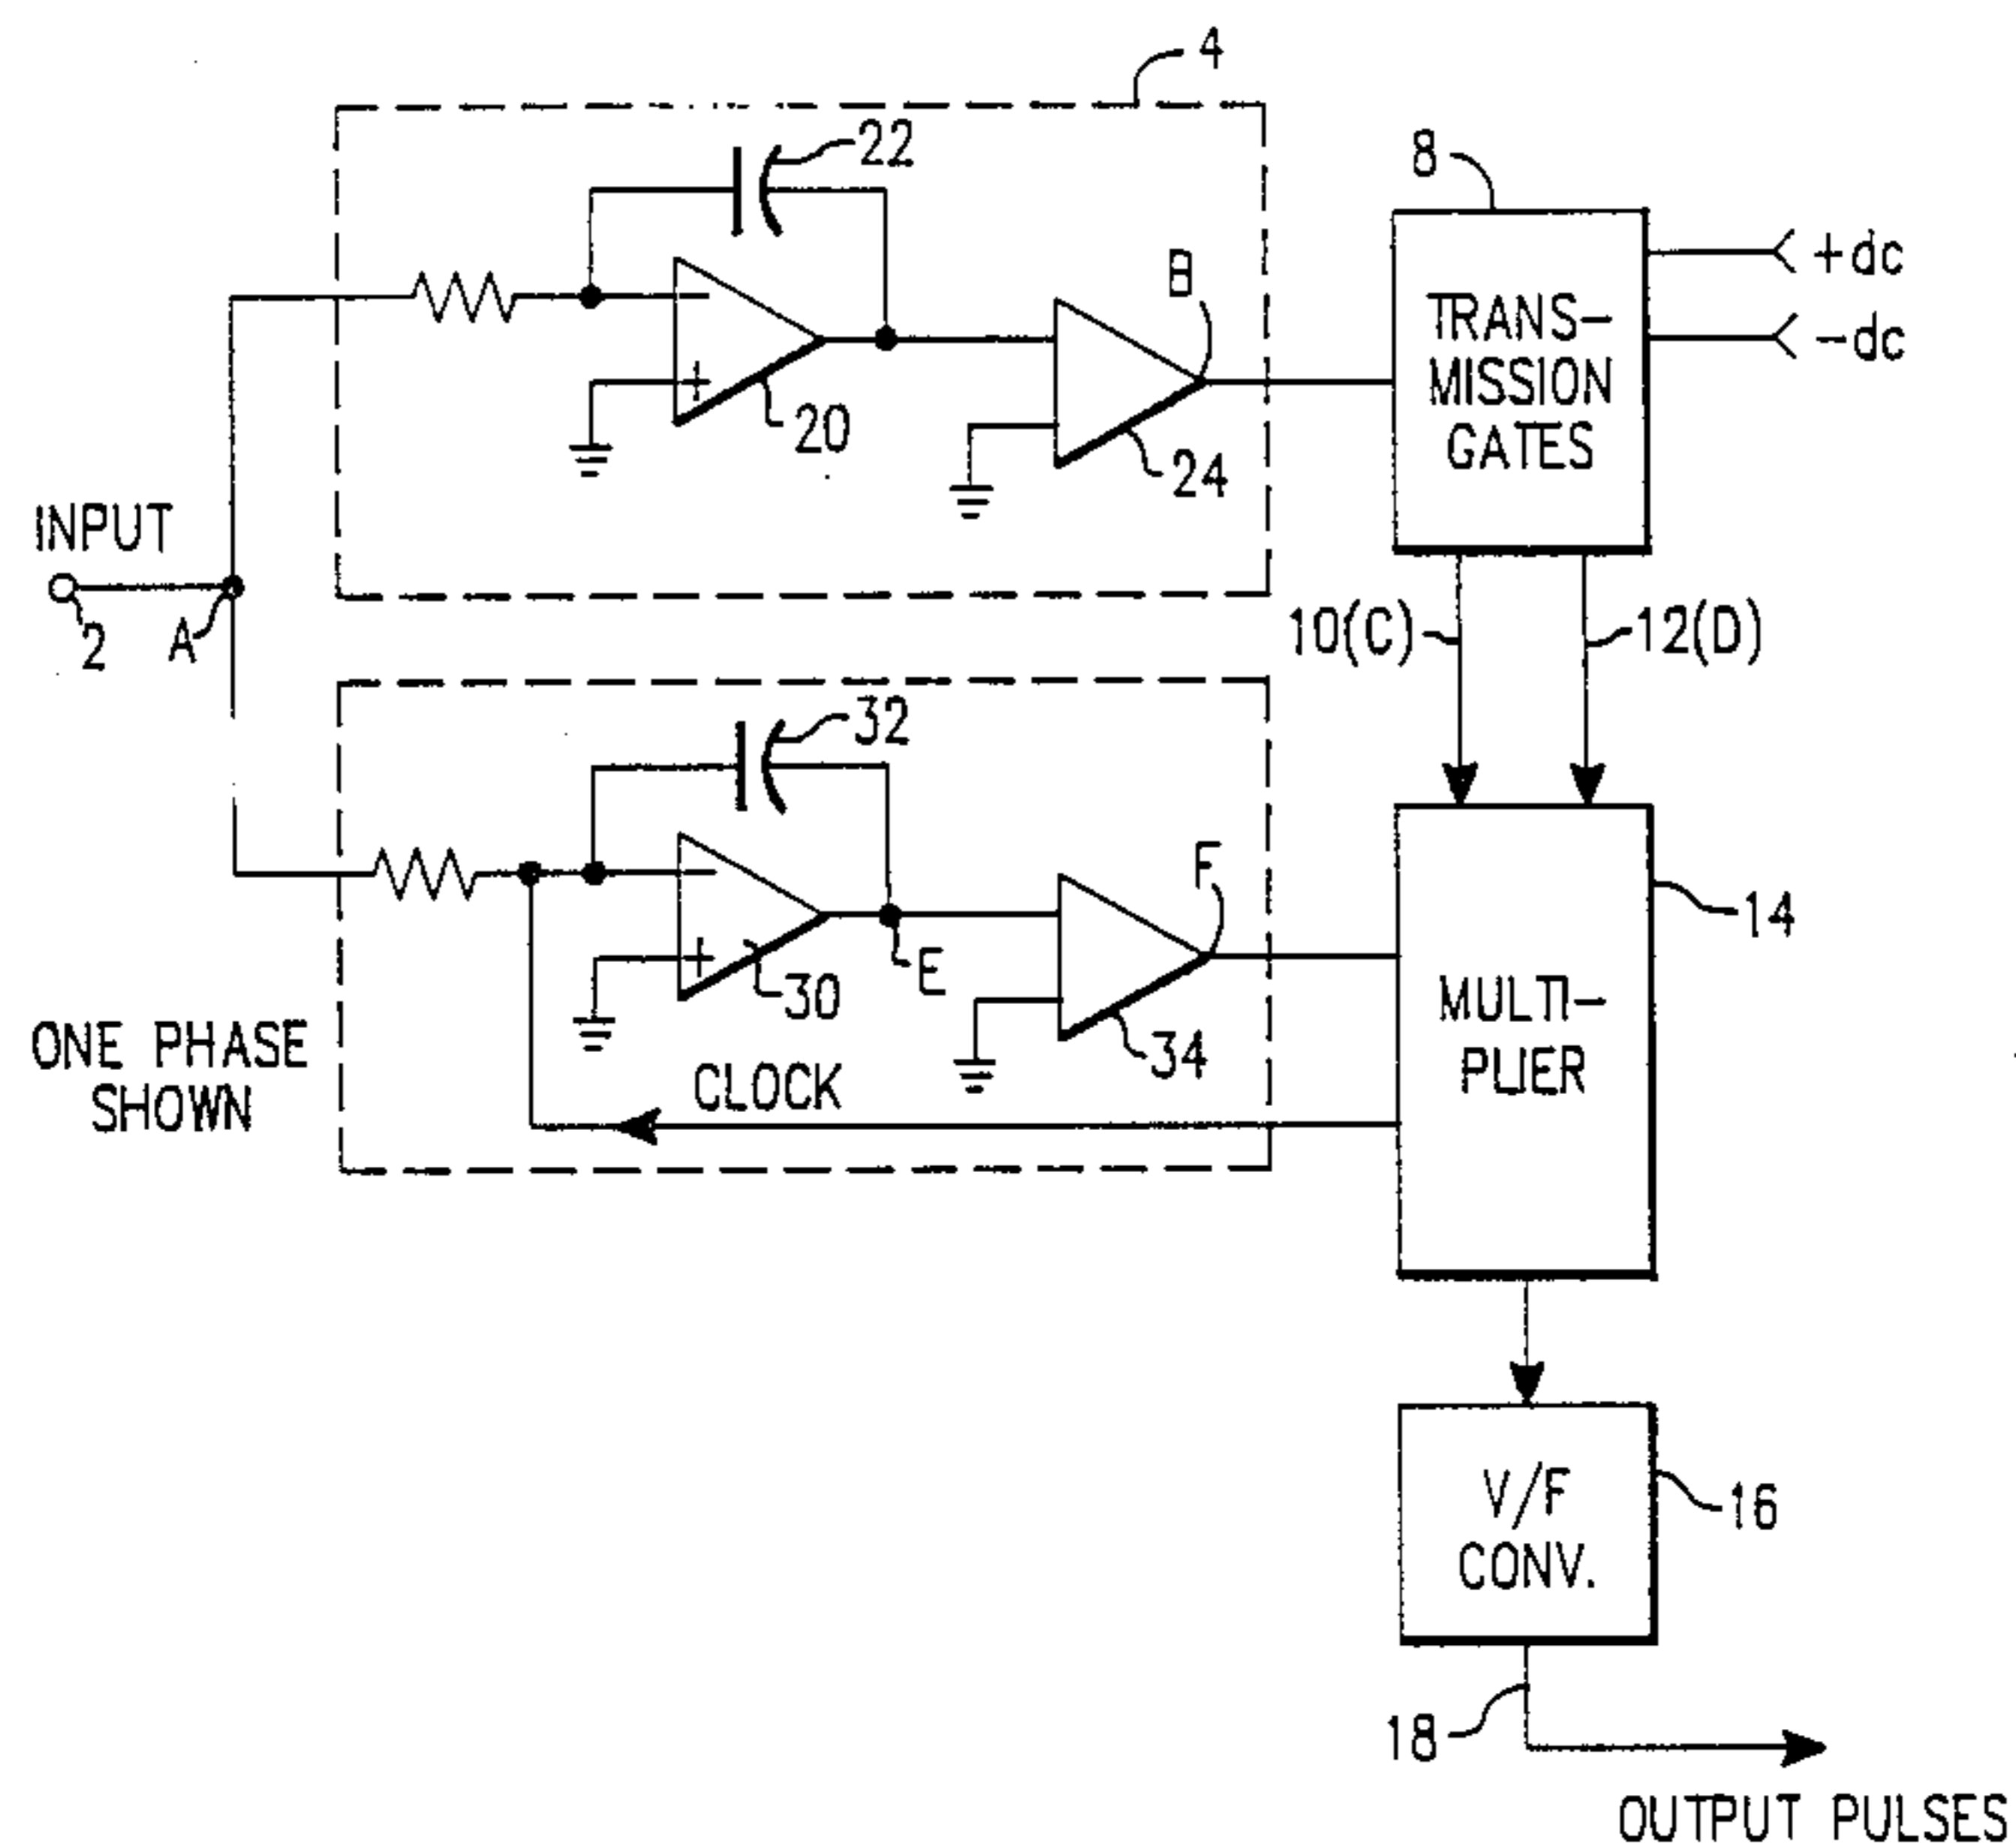 4
22
8
+dc
B
TRANS-
MISSION
GATES
-dc
-
+
20
24
INPUT
2
A
10(C)
12(D)
32
F
14
-
+
30
E
34
MULTI-
PLIER
ONE PHASE
SHOWN
CLOCK
V/F
CONV.
16
18
OUTPUT PULSES